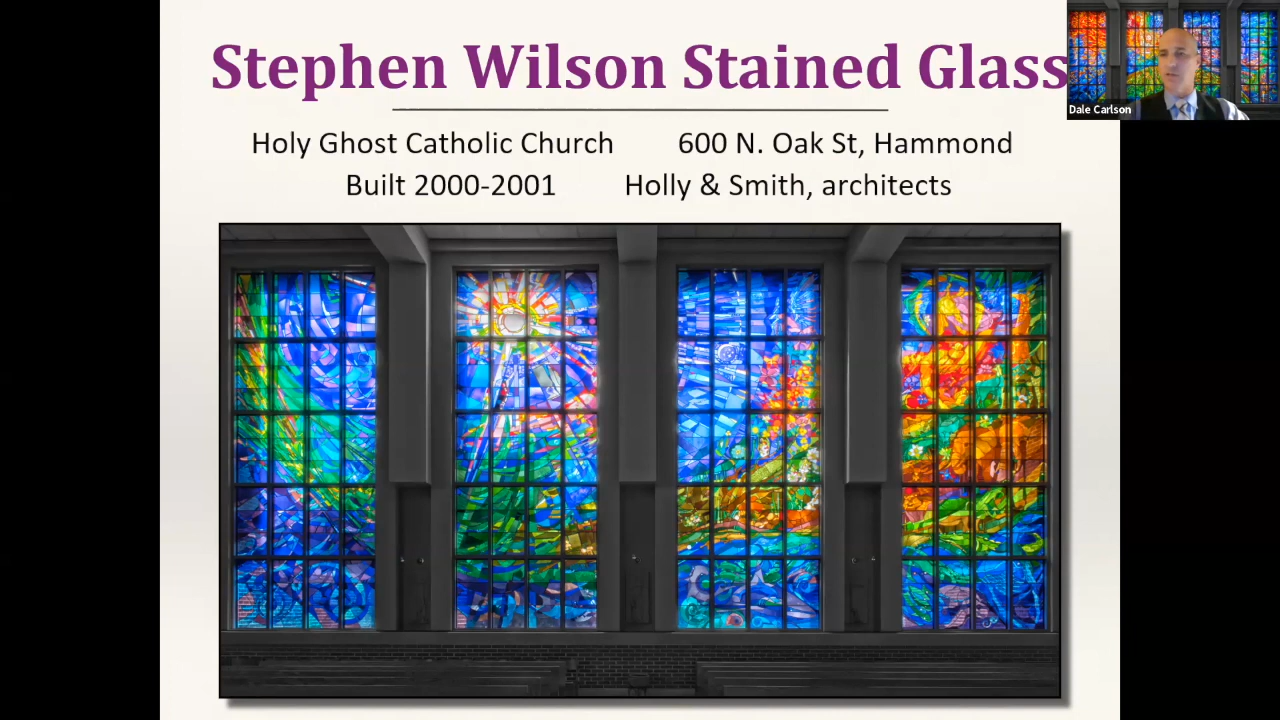 Stephen Wilson Stained Glass
Dale Carlson
Holy Ghost Catholic Church 600 N. Oak St, Hammond
Built 2000-2001 Holly & Smith, architects